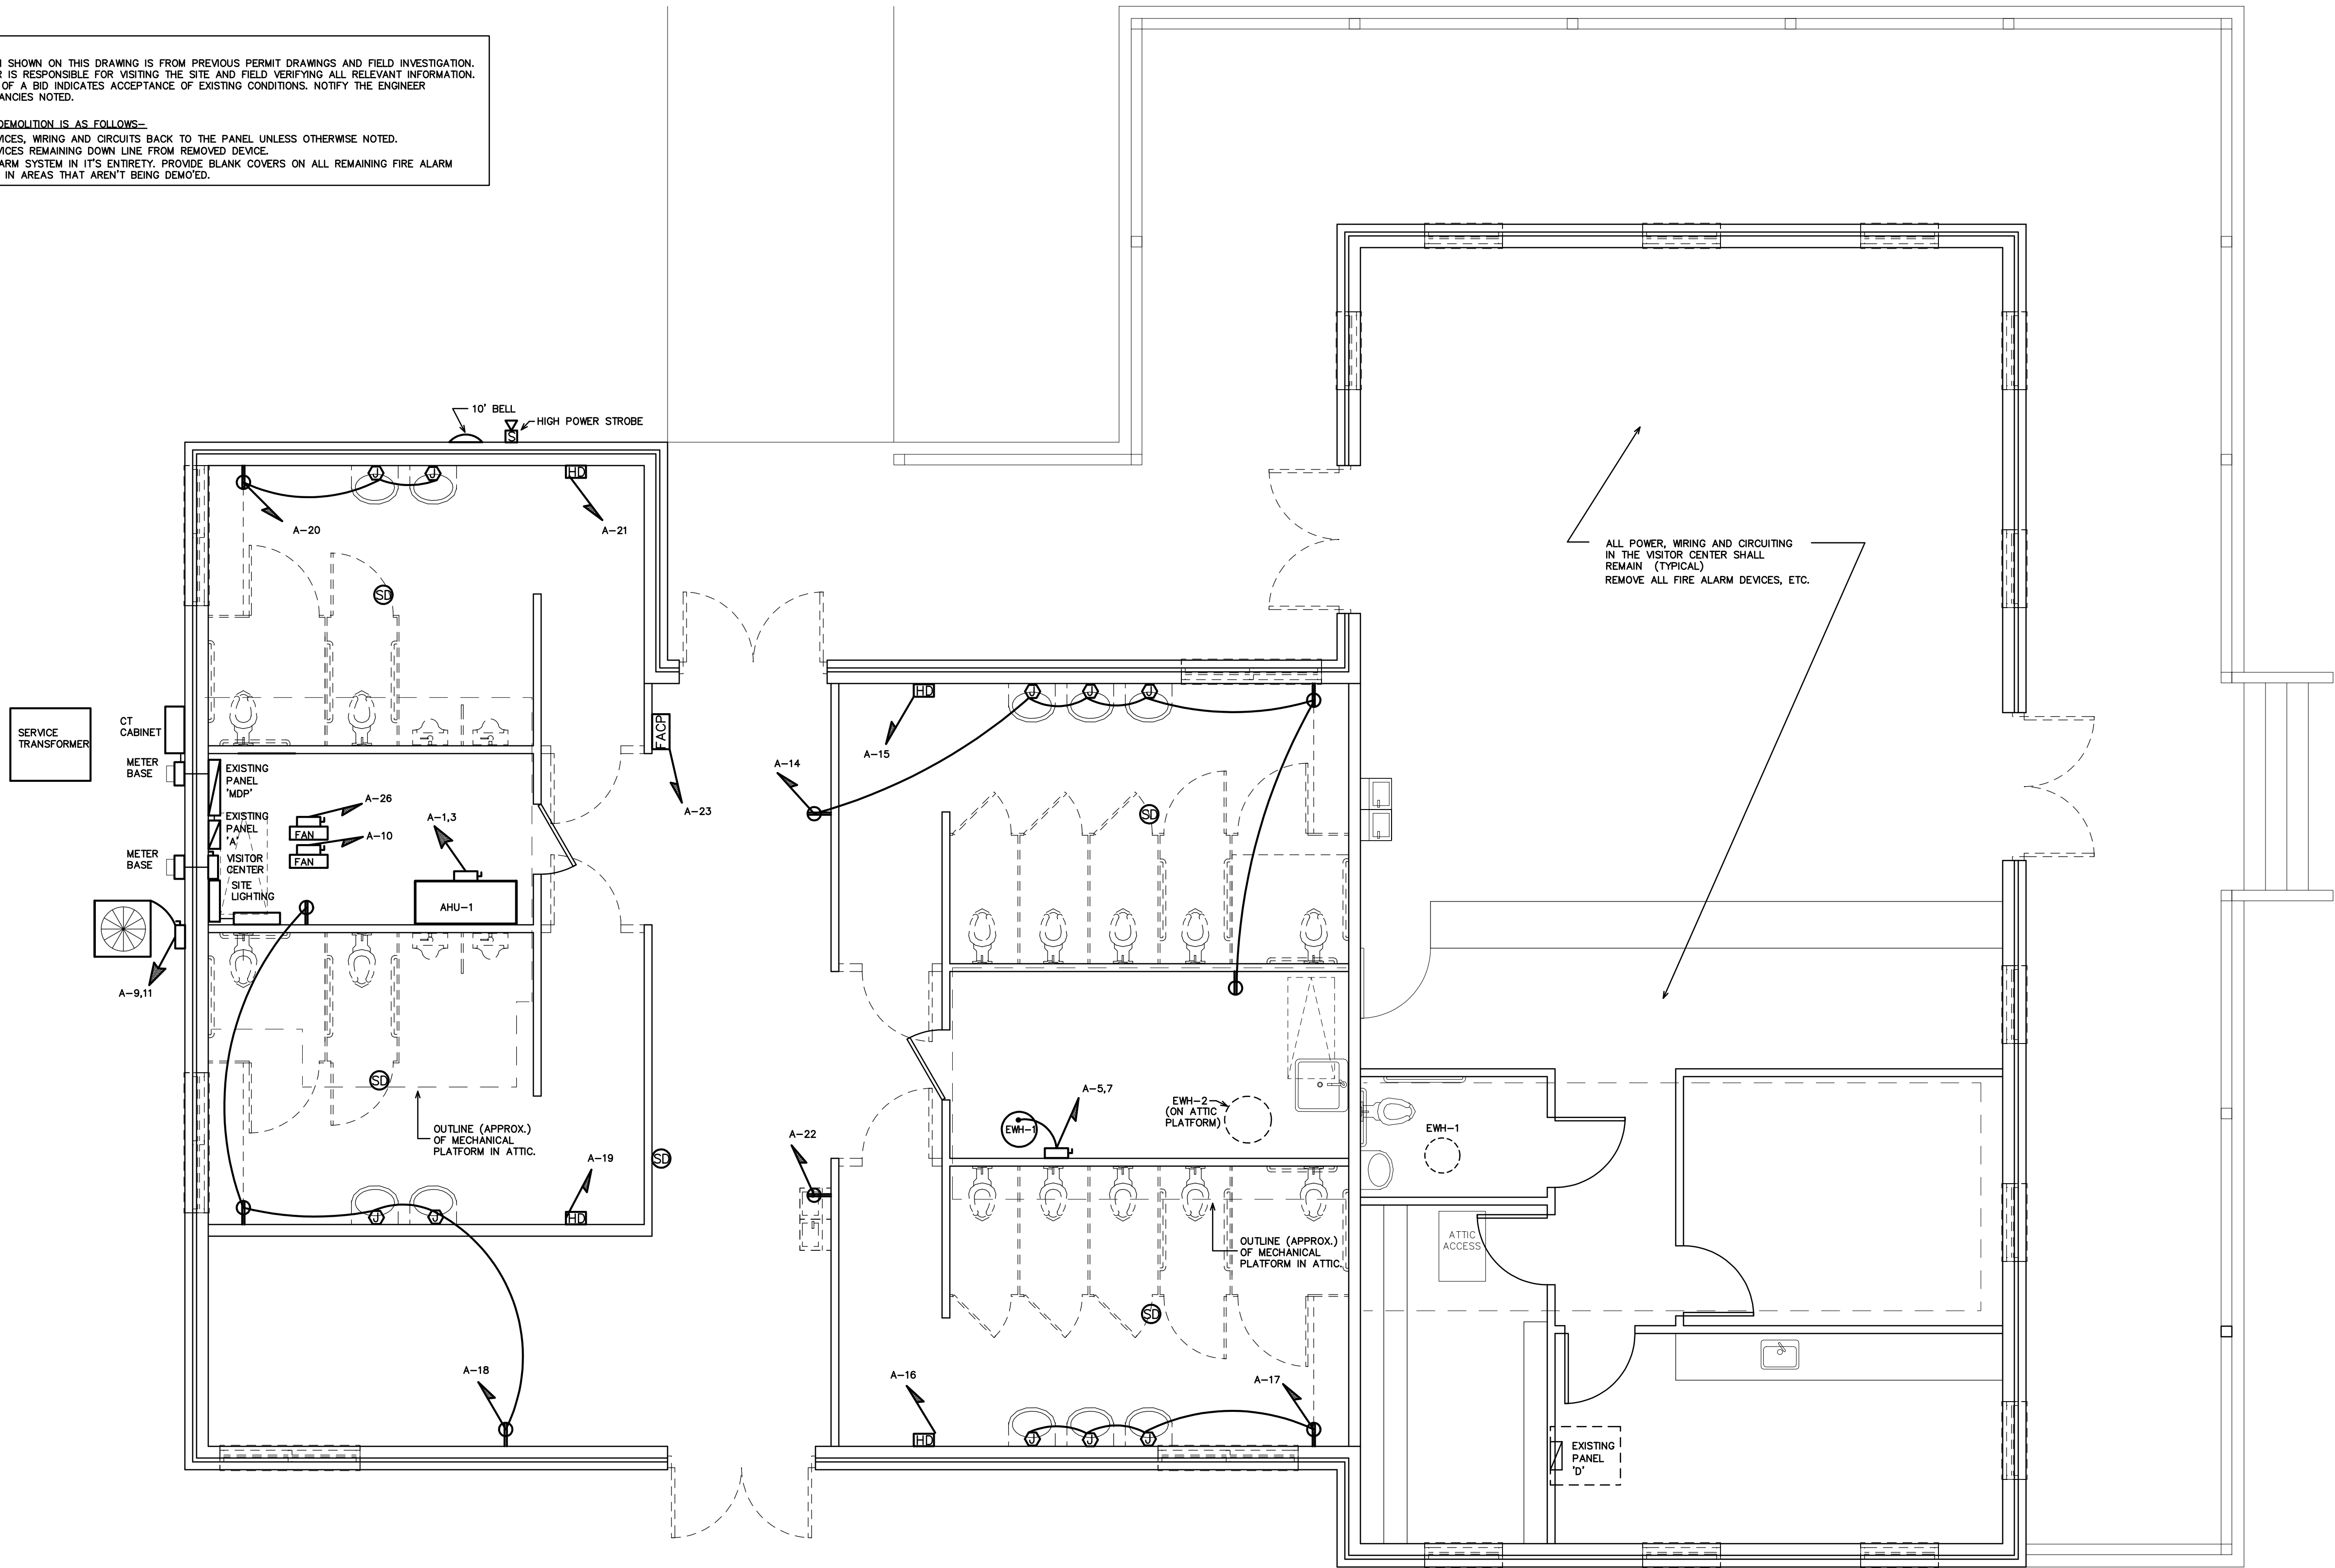 SHOWN ON THIS DRAWING IS FROM PREVIOUS PERMIT DRAWINGS AND FIELD INVESTIGATION.
IS RESPONSIBLE FOR VISITING THE SITE AND FIELD VERIFYING ALL RELEVANT INFORMATION.
OF A BID INDICATES ACCEPTANCE OF EXISTING CONDITIONS. NOTIFY THE ENGINEER
ANCIES NOTED.
DEMOLITION IS AS FOLLOWS-
VICES, WIRING AND CIRCUITS BACK TO THE PANEL UNLESS OTHERWISE NOTED.
VICES REMAINING DOWN LINE FROM REMOVED DEVICE.
ARM SYSTEM IN IT'S ENTIRETY. PROVIDE BLANK COVERS ON ALL REMAINING FIRE ALARM
IN AREAS THAT AREN'T BEING DEMO'ED.
10' BELL
HIGH POWER STROBE
S
J
J
HD
A-20
A-21
SD
ALL POWER, WIRING AND CIRCUITING
IN THE VISITOR CENTER SHALL
REMAIN (TYPICAL)
REMOVE ALL FIRE ALARM DEVICES, ETC.
SERVICE
TRANSFORMER
CT
CABINET
METER
BASE
EXISTING
PANEL
'MDP'
EXISTING
PANEL
'A'
METER
BASE
VISITOR
CENTER
SITE
LIGHTING
A-26
FAN
A-10
FAN
A-1,3
AHU-1
FACP
A-23
A-14
HD
J
J
J
A-15
SD
A-9,11
SD
OUTLINE (APPROX.)
OF MECHANICAL
PLATFORM IN ATTIC.
A-19
SD
J
J
HD
A-22
EWH-1
A-5,7
EWH-2
(ON ATTIC
PLATFORM)
EWH-1
ATTIC
ACCESS
OUTLINE (APPROX.)
OF MECHANICAL
PLATFORM IN ATTIC.
SD
A-18
A-16
A-17
HD
J
J
J
EXISTING
PANEL
'D'